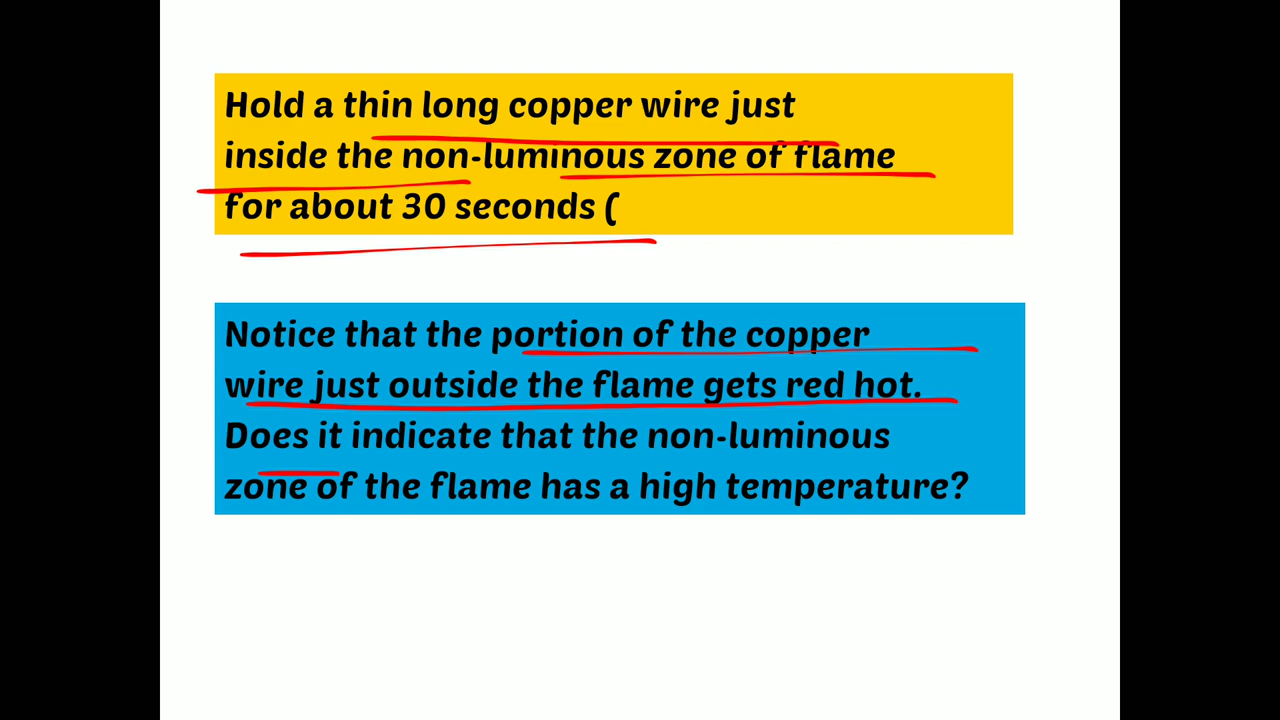 Hold a thin long copper wire just
inside the non-luminous zone of flame
for about 30 seconds (
Notice that the portion of the copper
wire just outside the flame gets red hot.
Does it indicate that the non-luminous
zone of the flame has a high temperature?